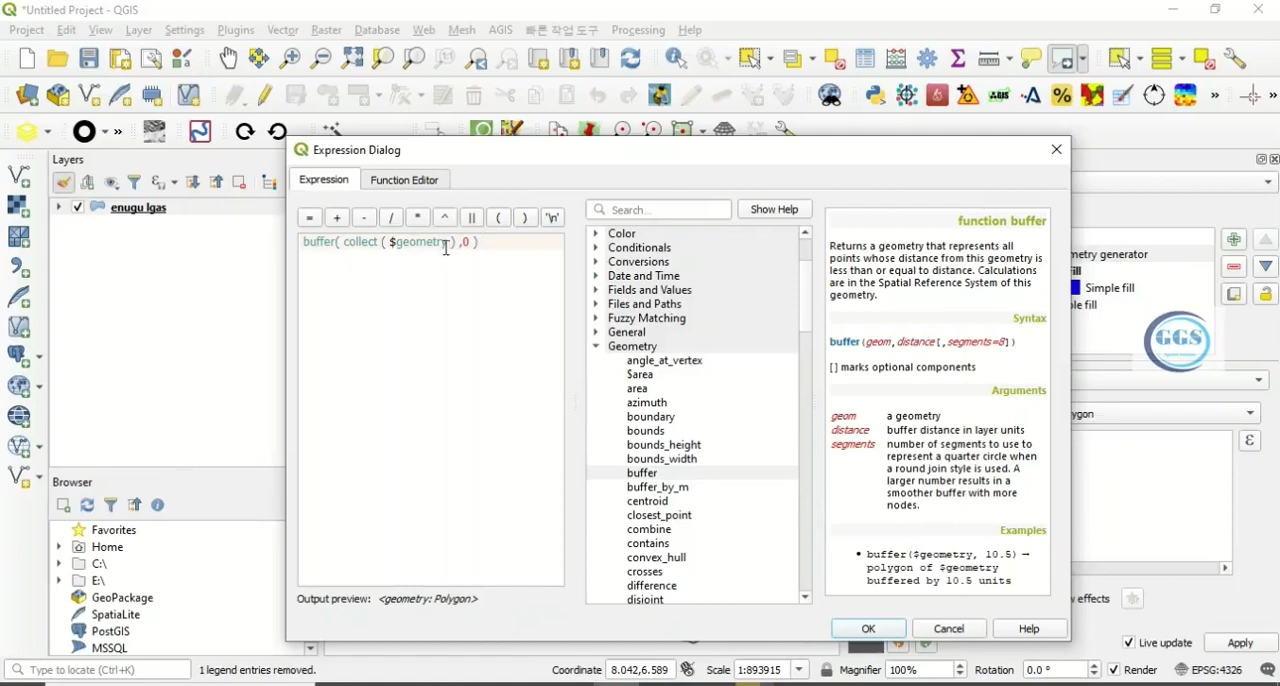 *Untitled Project - QGIS
Project Edit View Layer Settings Plugins Vector Raster Database Web Mesh AGIS 빠른 작업 도구 Processing Help
Layers
enugu lgas
Expression Dialog
Expression Function Editor
= + - / * ^ || ( ) '\n'
buffer( collect ( $geometry ) ,0 )
Output preview: <geometry: Polygon>
Search...
Show Help
Color
Conditionals
Conversions
Date and Time
Fields and Values
Files and Paths
Fuzzy Matching
General
Geometry
angle_at_vertex
$area
area
azimuth
boundary
bounds
bounds_height
bounds_width
buffer
buffer_by_m
centroid
closest_point
combine
contains
convex_hull
crosses
difference
disjoint
function buffer
Returns a geometry that represents all
points whose distance from this geometry is
less than or equal to distance. Calculations
are in the Spatial Reference System of this
geometry.
Syntax
buffer(geom,distance[,segments=8])
[] marks optional components
Arguments
geom a geometry
distance buffer distance in layer units
segments number of segments to use to
represent a quarter circle when
a round join style is used. A
larger number results in a
smoother buffer with more
nodes.
Examples
• buffer($geometry, 10.5) →
polygon of $geometry
buffered by 10.5 units
OK Cancel Help
metry generator
ill
Simple fill
ple fill
GGS
ygon
ε
w effects
Live update Apply
Browser
Favorites
Home
C:\
E:\
GeoPackage
SpatiaLite
PostGIS
MSSQL
Type to locate (Ctrl+K) 1 legend entries removed. Coordinate 8.042,6.589 Scale 1:893915 Magnifier 100% Rotation 0.0 ° Render EPSG:4326